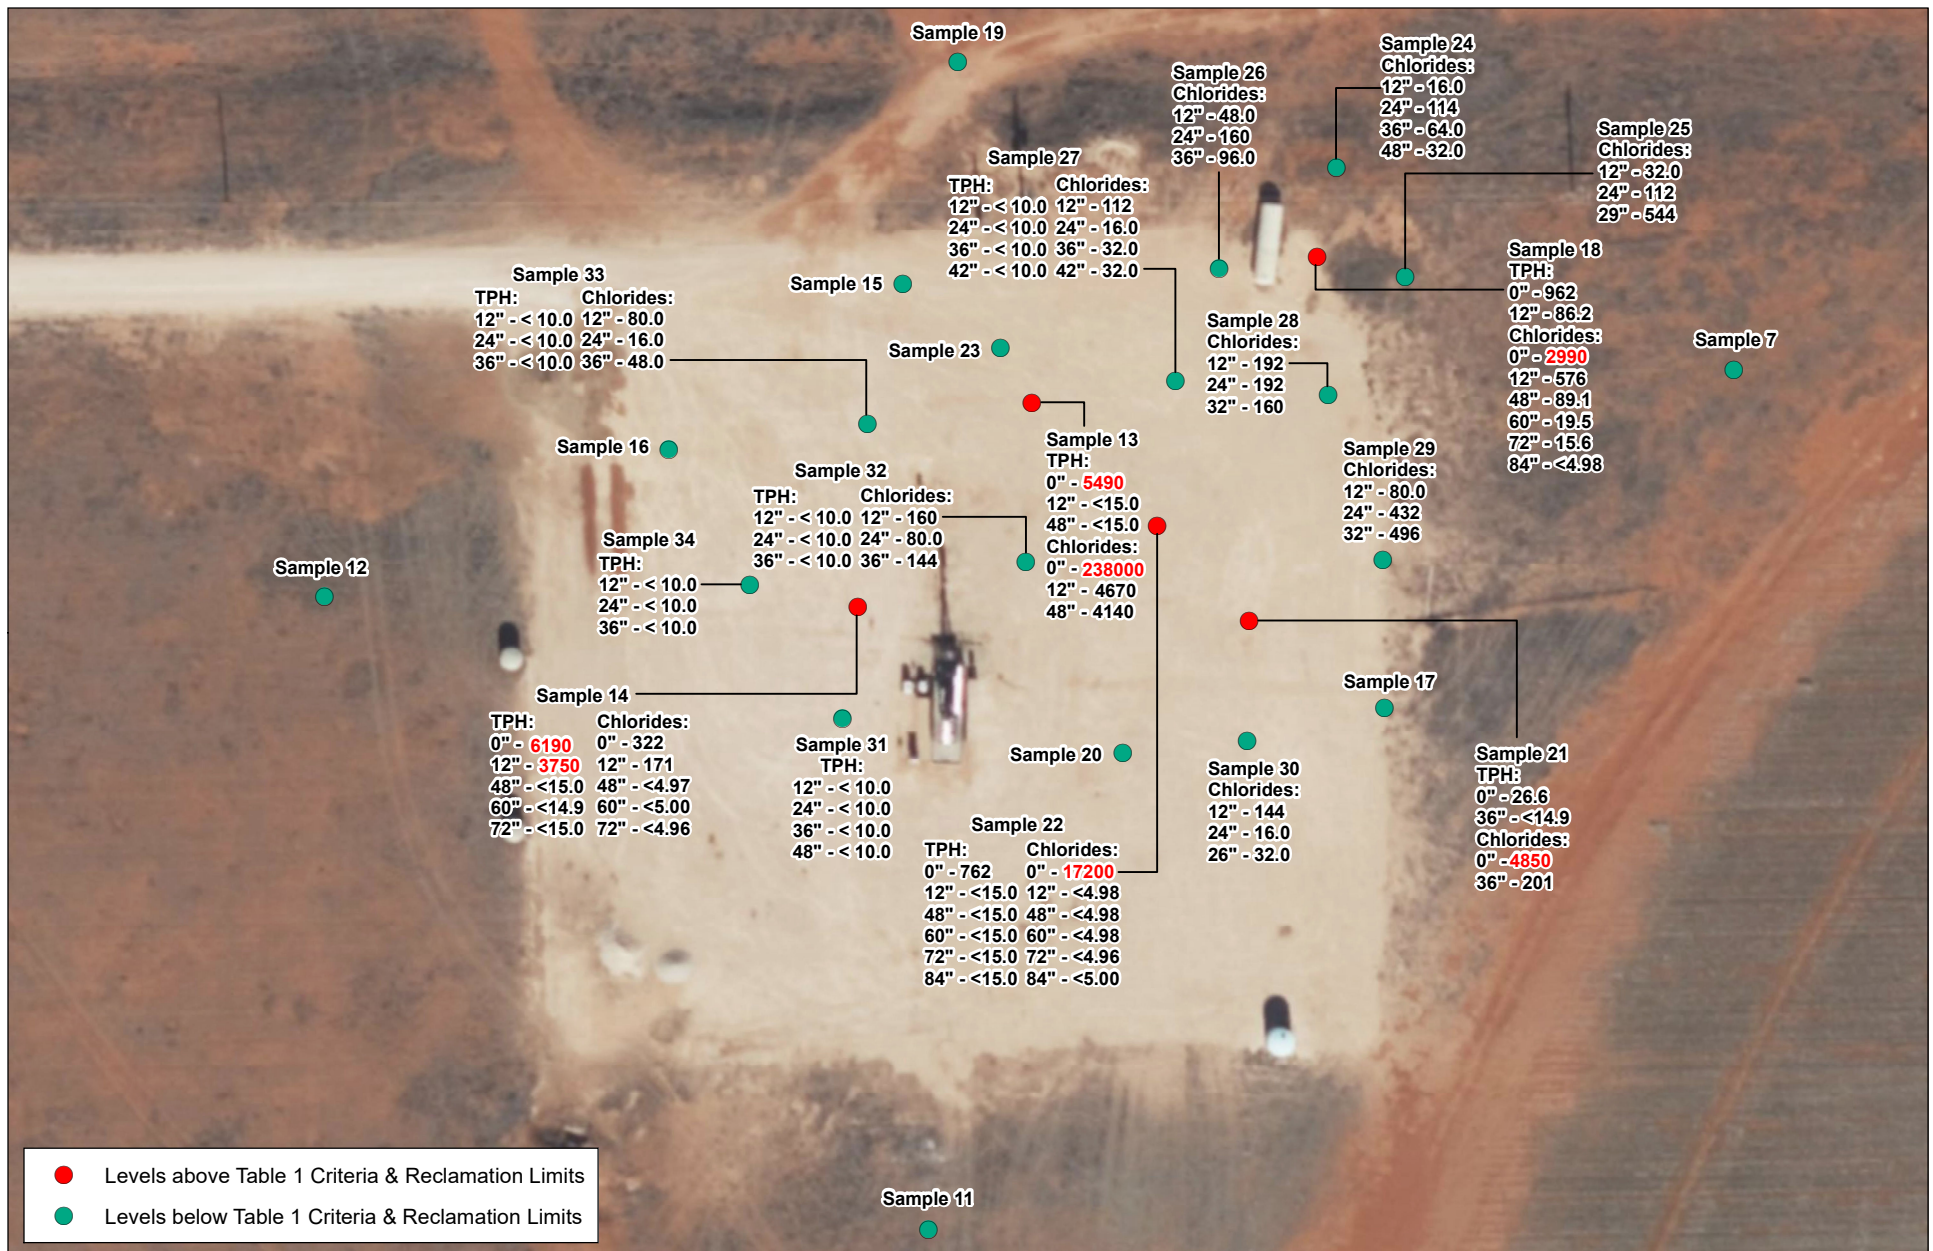 Sample 19
Sample 24
Chlorides:
12" - 16.0
24" - 114
36" - 64.0
48" - 32.0
Sample 26
Chlorides:
12" - 48.0
24" - 160
36" - 96.0
Sample 25
Chlorides:
12" - 32.0
24" - 112
29" - 544
Sample 27
TPH: Chlorides:
12" - < 10.0 12" - 112
24" - < 10.0 24" - 16.0
36" - < 10.0 36" - 32.0
42" - < 10.0 42" - 32.0
Sample 18
TPH:
0" - 962
12" - 86.2
Chlorides:
0" - 2990
12" - 576
48" - 89.1
60" - 19.5
72" - 15.6
84" - <4.98
Sample 33
TPH: Chlorides:
12" - < 10.0 12" - 80.0
24" - < 10.0 24" - 16.0
36" - < 10.0 36" - 48.0
Sample 15
Sample 23
Sample 28
Chlorides:
12" - 192
24" - 192
32" - 160
Sample 7
Sample 16
Sample 13
TPH:
0" - 5490
12" - <15.0
48" - <15.0
Chlorides:
0" - 238000
12" - 4670
48" - 4140
Sample 29
Chlorides:
12" - 80.0
24" - 432
32" - 496
Sample 32
TPH: Chlorides:
12" - < 10.0 12" - 160
24" - < 10.0 24" - 80.0
36" - < 10.0 36" - 144
Sample 34
TPH:
12" - < 10.0
24" - < 10.0
36" - < 10.0
Sample 12
Sample 14
TPH: Chlorides:
0" - 6190 0" - 322
12" - 3750 12" - 171
48" - <15.0 48" - <4.97
60" - <14.9 60" - <5.00
72" - <15.0 72" - <4.96
Sample 17
Sample 31
TPH:
12" - < 10.0
24" - < 10.0
36" - < 10.0
48" - < 10.0
Sample 20
Sample 30
Chlorides:
12" - 144
24" - 16.0
26" - 32.0
Sample 21
TPH:
0" - 26.6
36" - <14.9
Chlorides:
0" - 4850
36" - 201
Sample 22
TPH: Chlorides:
0" - 762 0" - 17200
12" - <15.0 12" - <4.98
48" - <15.0 48" - <4.98
60" - <15.0 60" - <4.98
72" - <15.0 72" - <4.96
84" - <15.0 84" - <5.00
Levels above Table 1 Criteria & Reclamation Limits
Levels below Table 1 Criteria & Reclamation Limits
Sample 11